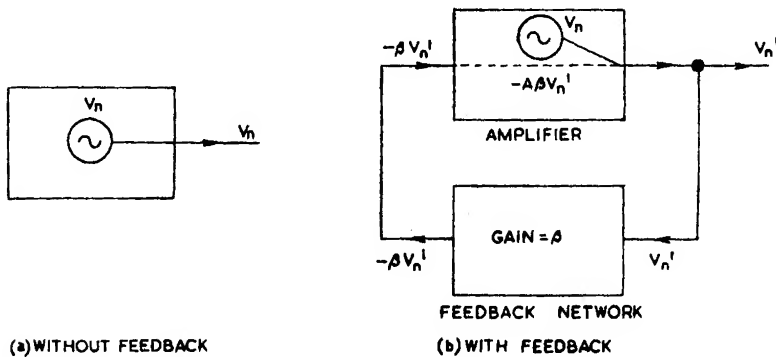 Vn
Vn
(a) WITHOUT FEEDBACK
-βVn'
Vn
-AβVn'
Vn'
AMPLIFIER
GAIN = β
-βVn'
Vn'
FEEDBACK NETWORK
(b) WITH FEEDBACK